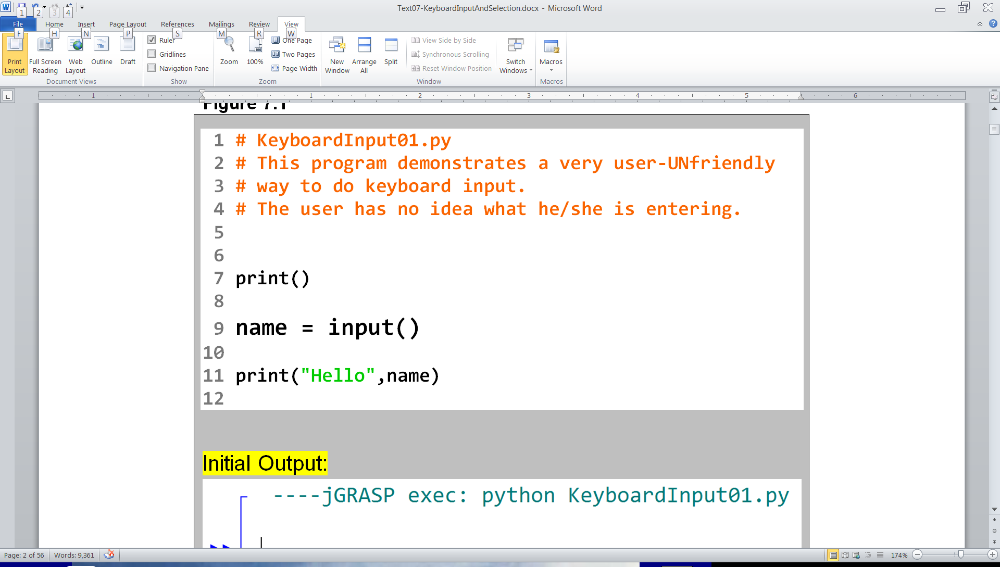 Text07-KeyboardInputAndSelection.docx - Microsoft Word
1 2 3 4
File Home Insert Page Layout References Mailings Review View
F H N P S M R W
Print Layout
Full Screen Reading
Web Layout
Outline
Draft
Document Views
Ruler
Gridlines
Navigation Pane
Show
Zoom
100%
One Page
Two Pages
Page Width
Zoom
New Window
Arrange All
Split
View Side by Side
Synchronous Scrolling
Reset Window Position
Window
Switch Windows
Macros
Macros
1 1 2 3 4 5 6
Figure 7.1
1 # KeyboardInput01.py
2 # This program demonstrates a very user-UNfriendly
3 # way to do keyboard input.
4 # The user has no idea what he/she is entering.
5
6
7 print()
8
9 name = input()
10
11 print("Hello",name)
12
Initial Output:
----jGRASP exec: python KeyboardInput01.py
Page: 2 of 56 Words: 9,361 174%